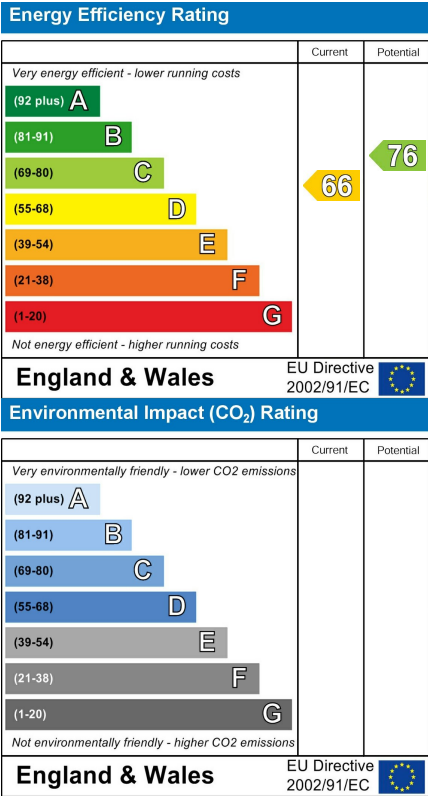 Energy Efficiency Rating
Current Potential
Very energy efficient - lower running costs
(92 plus) A
(81-91) B
(69-80) C
(55-68) D
(39-54) E
(21-38) F
(1-20) G
66
76
Not energy efficient - higher running costs
England & Wales
EU Directive
2002/91/EC
Environmental Impact (CO₂) Rating
Current Potential
Very environmentally friendly - lower CO2 emissions
(92 plus) A
(81-91) B
(69-80) C
(55-68) D
(39-54) E
(21-38) F
(1-20) G
Not environmentally friendly - higher CO2 emissions
England & Wales
EU Directive
2002/91/EC